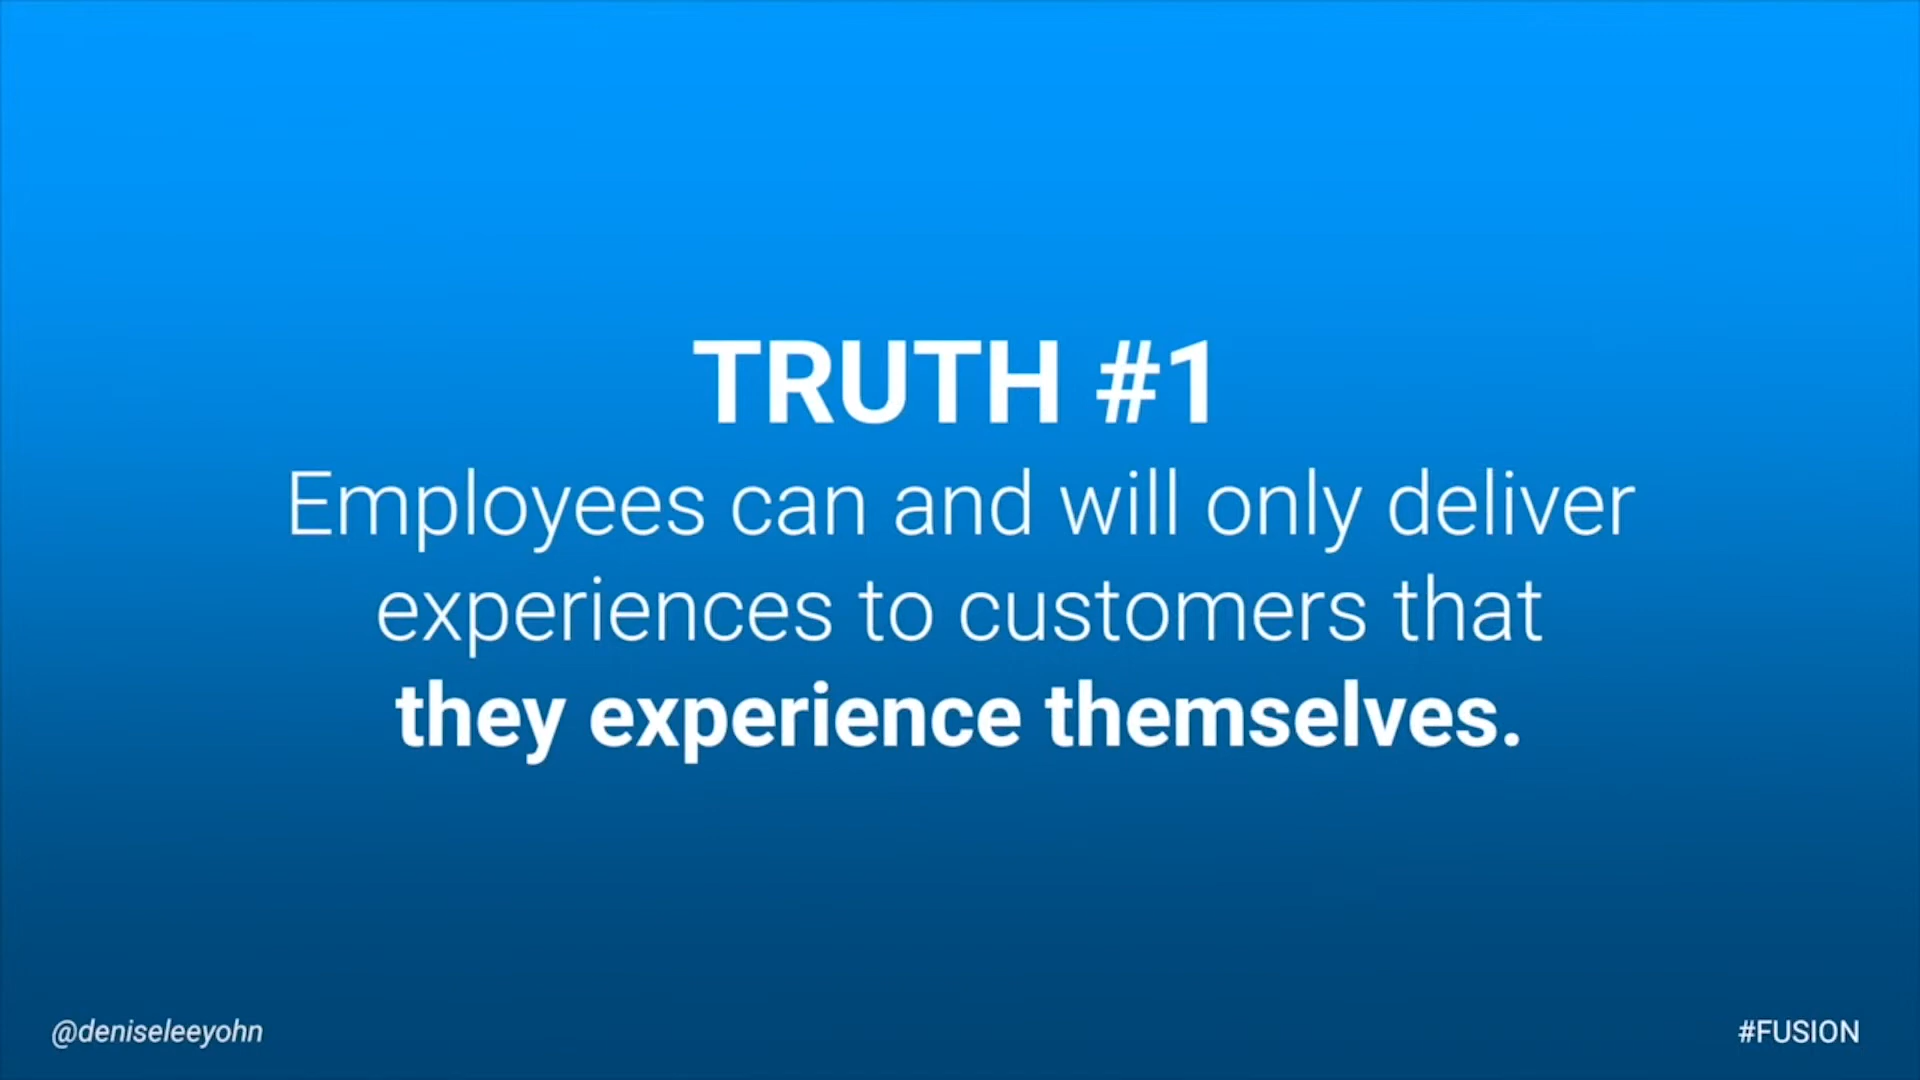 TRUTH #1
Employees can and will only deliver
experiences to customers that
they experience themselves.
@deniseleeyohn
#FUSION